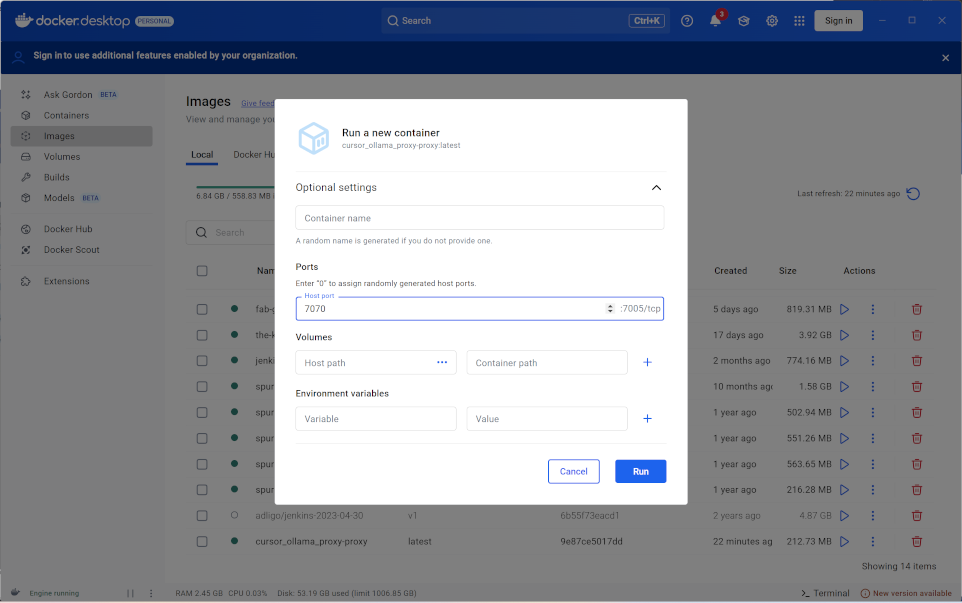 docker.desktop PERSONAL
Search Ctrl+K
3
Sign in
Sign in to use additional features enabled by your organization.
Ask Gordon BETA
Containers
Images
Volumes
Builds
Models BETA
Docker Hub
Docker Scout
Extensions
Images Give feed
View and manage you
Local Docker Hu
6.84 GB / 558.83 MB
Last refresh: 22 minutes ago
Search
Run a new container
cursor_ollama_proxy-proxy:latest
Optional settings
Container name
A random name is generated if you do not provide one.
Ports
Enter "0" to assign randomly generated host ports.
Host port
7070 :7005/tcp
Volumes
Host path ... Container path +
Environment variables
Variable Value +
Cancel Run
Nam Created Size Actions
fab-g 5 days ago 819.31 MB
the-k 17 days ago 3.92 GB
jenki 2 months ago 774.16 MB
spur 10 months ago 1.58 GB
spur 1 year ago 502.94 MB
spur 1 year ago 551.26 MB
spur 1 year ago 563.65 MB
spur 1 year ago 216.28 MB
adligo/jenkins-2023-04-30 v1 6b55f73eacd1 2 years ago 4.87 GB
cursor_ollama_proxy-proxy latest 9e87ce5017dd 22 minutes ag 212.73 MB
Showing 14 items
Engine running
RAM 2.45 GB CPU 0.03% Disk: 53.19 GB used (limit 1006.85 GB)
>_ Terminal New version available